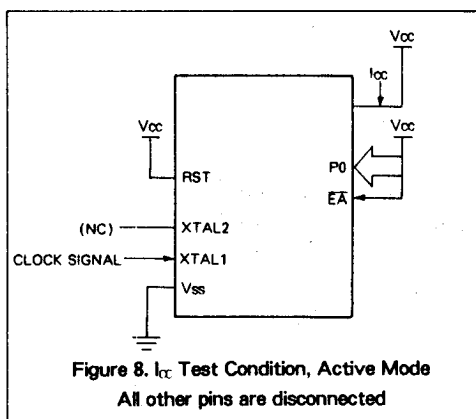 Vcc
Icc
Vcc
Vcc
P0
RST
EA
(NC)
XTAL2
CLOCK SIGNAL
XTAL1
Vss
Figure 8. Icc Test Condition, Active Mode
All other pins are disconnected